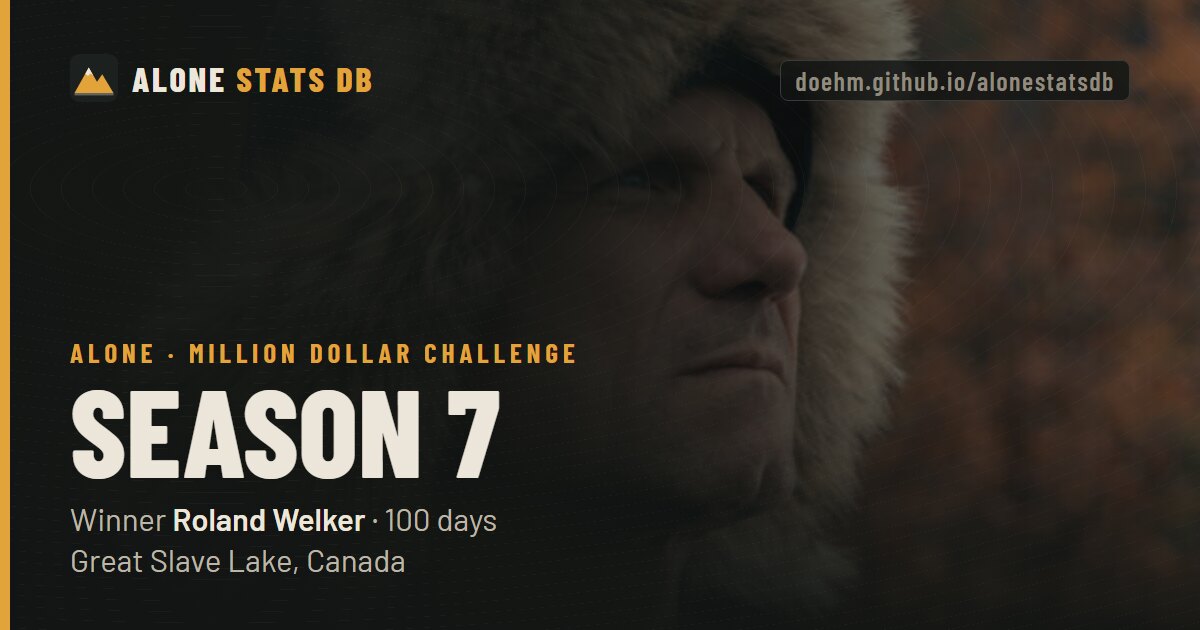 ALONE STATS DB
doehm.github.io/alonestatsdb
ALONE · MILLION DOLLAR CHALLENGE
SEASON 7
Winner Roland Welker · 100 days
Great Slave Lake, Canada